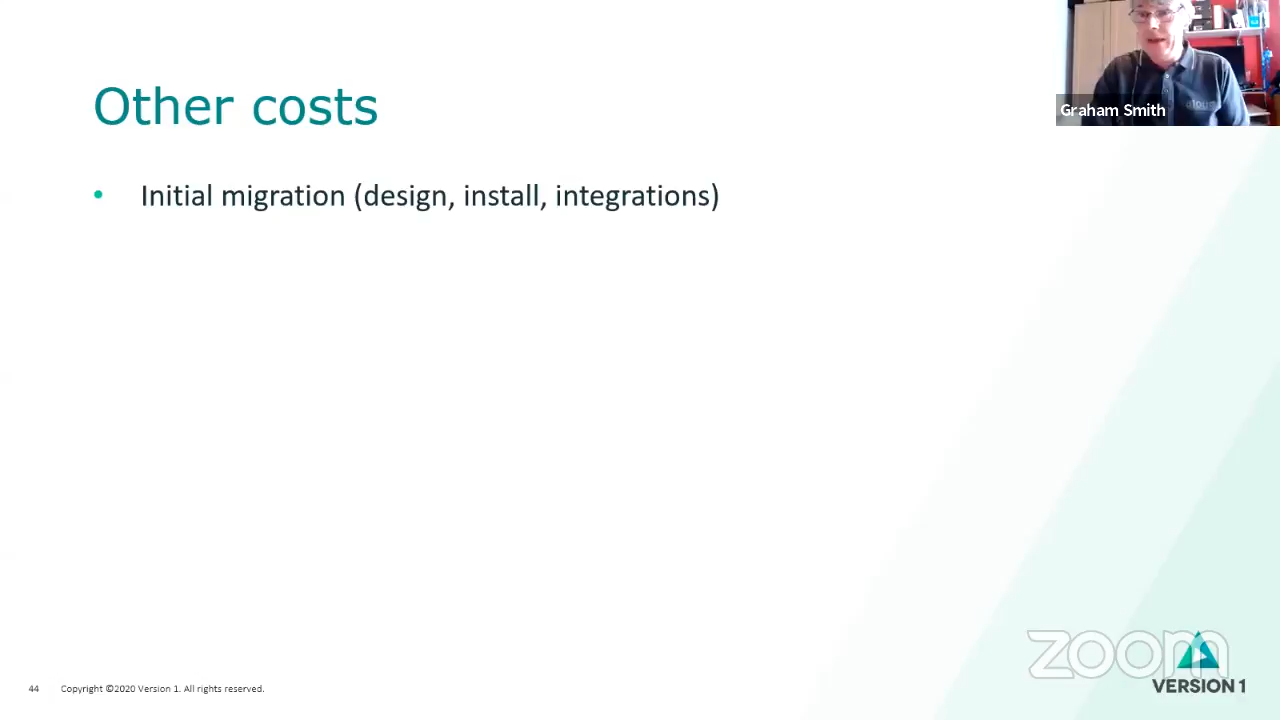 Other costs
Graham Smith
• Initial migration (design, install, integrations)
zoom
VERSION 1
44 Copyright ©2020 Version 1. All rights reserved.